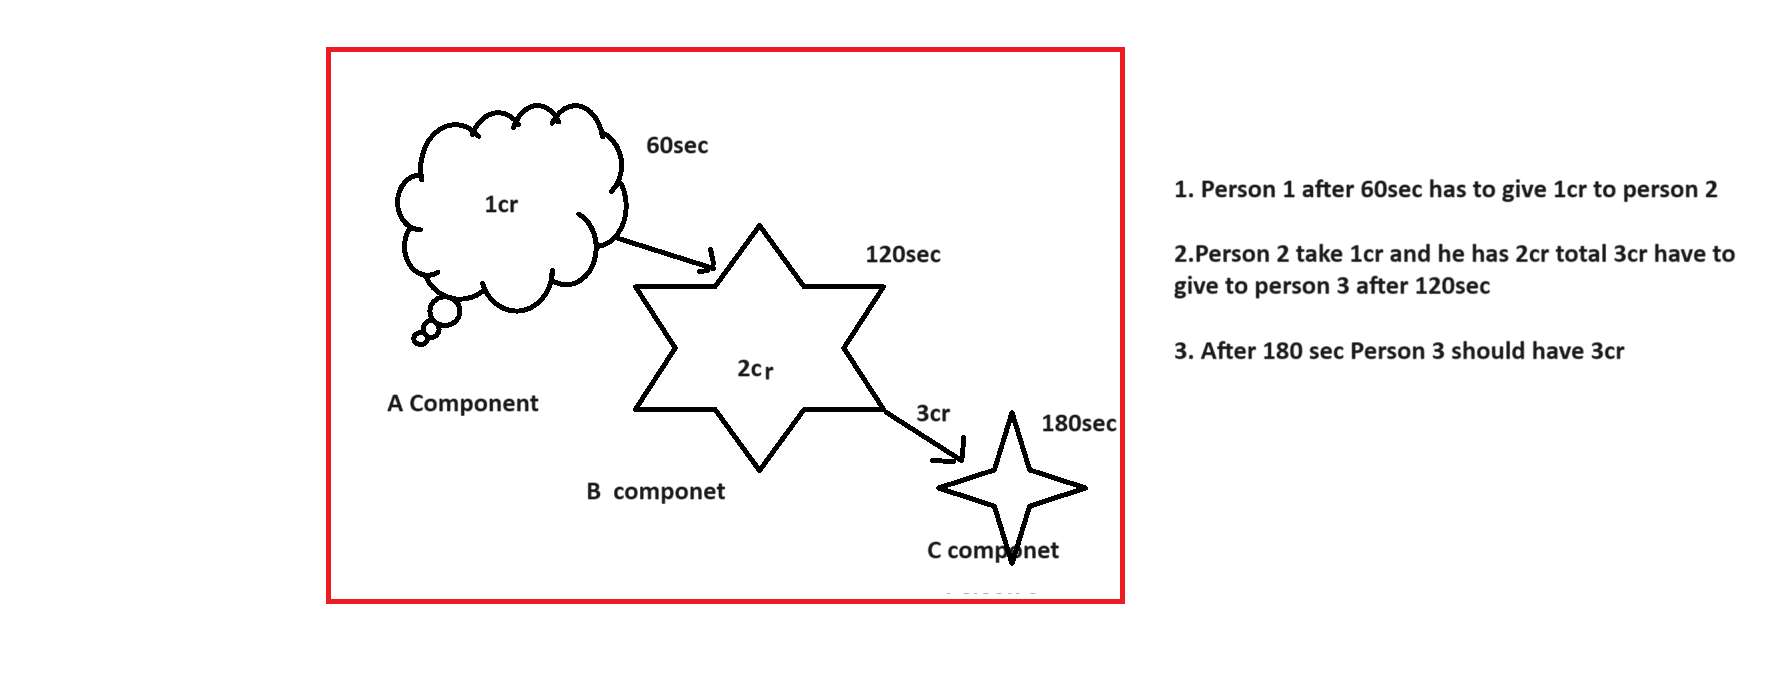 60sec
1cr
120sec
2cr
A Component
3cr
180sec
B componet
C componet
1. Person 1 after 60sec has to give 1cr to person 2
2.Person 2 take 1cr and he has 2cr total 3cr have to
give to person 3 after 120sec
3. After 180 sec Person 3 should have 3cr